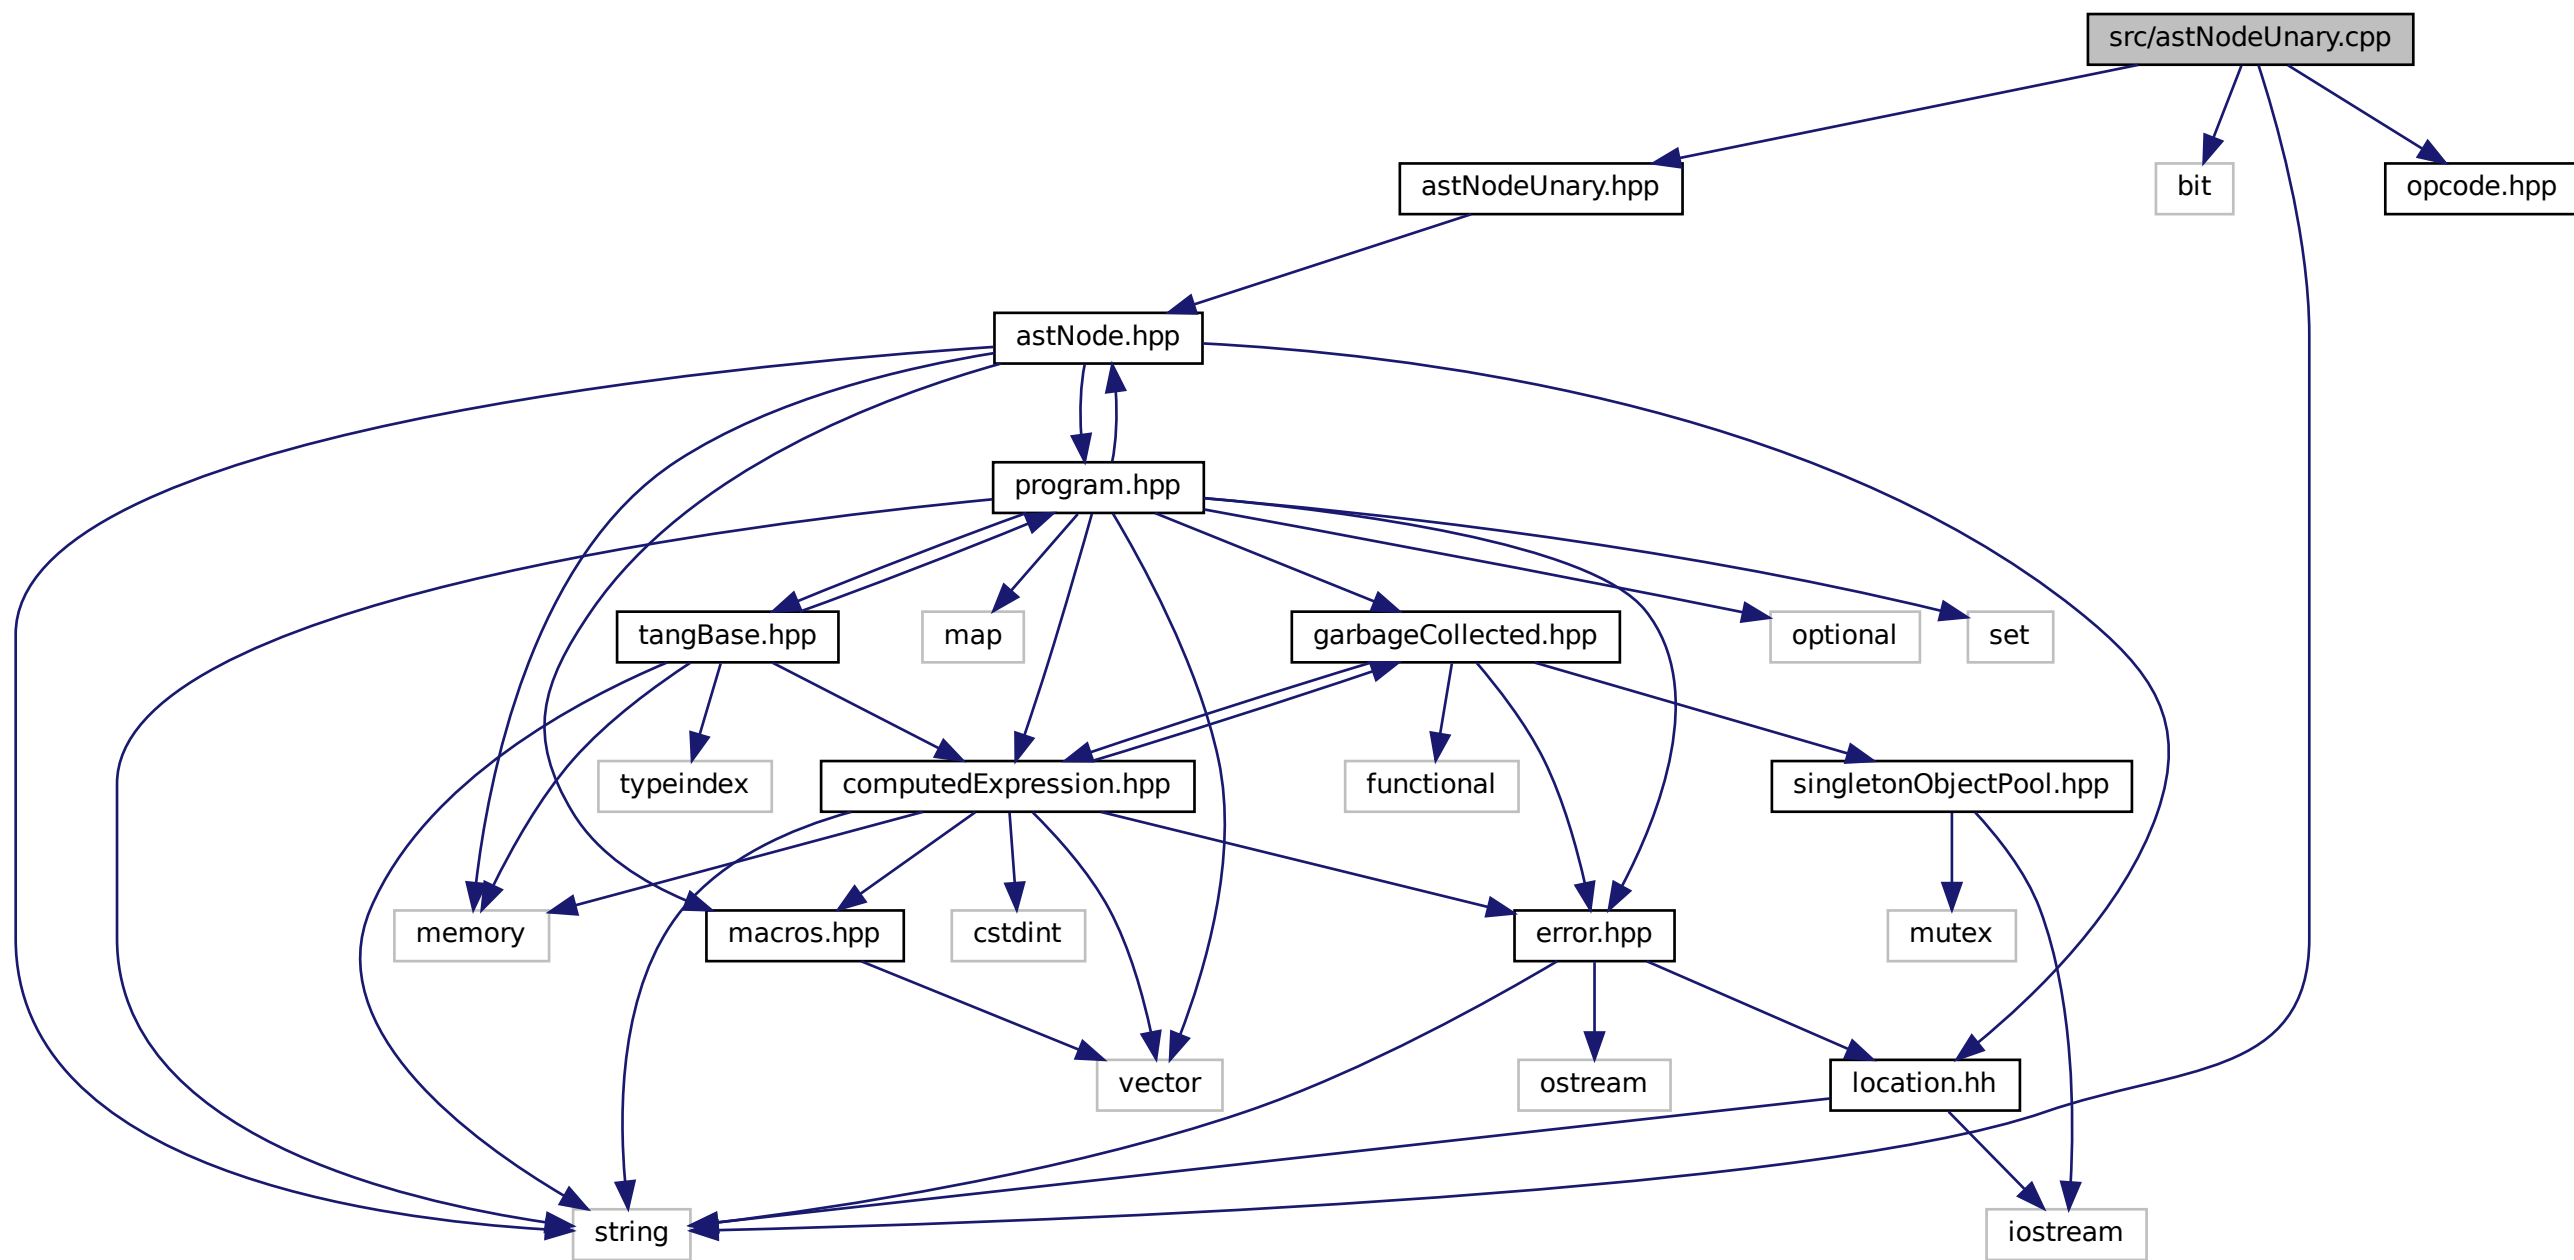 src/astNodeUnary.cpp
astNodeUnary.hpp
bit
opcode.hpp
astNode.hpp
program.hpp
tangBase.hpp
map
garbageCollected.hpp
optional
set
typeindex
computedExpression.hpp
functional
singletonObjectPool.hpp
memory
macros.hpp
cstdint
error.hpp
mutex
vector
ostream
location.hh
string
iostream